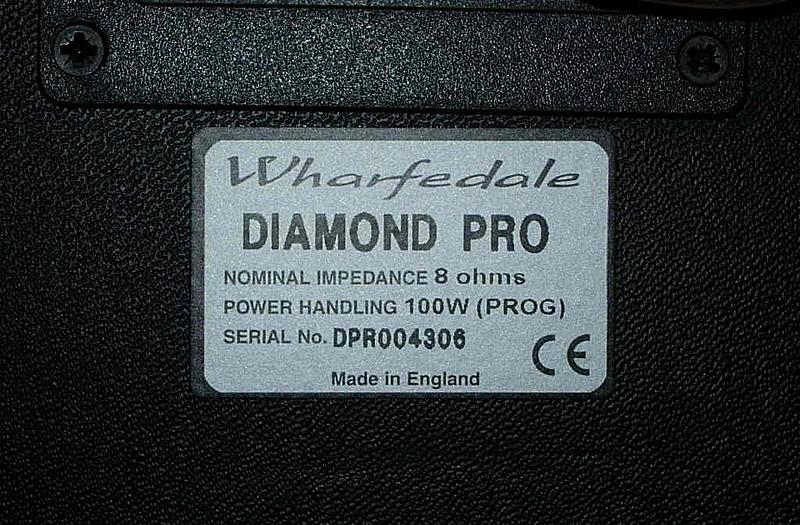 Wharfedale
DIAMOND PRO
NOMINAL IMPEDANCE 8 ohms
POWER HANDLING 100W (PROG)
SERIAL No. DPR004306
CE
Made in England